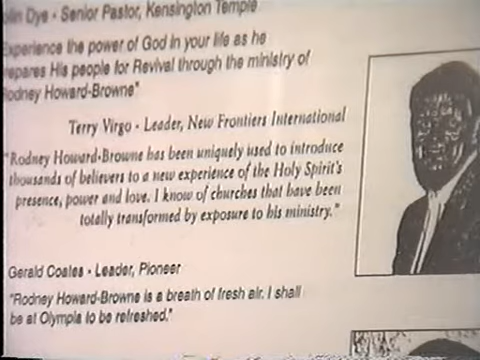 Colin Dye - Senior Pastor, Kensington Temple
Experience the power of God in your life as he
prepares His people for Revival through the ministry of
Rodney Howard-Browne"
Terry Virgo - Leader, New Frontiers International
"Rodney Howard-Browne has been uniquely used to introduce
thousands of believers to a new experience of the Holy Spirit's
presence, power and love. I know of churches that have been
totally transformed by exposure to his ministry."
Gerald Coates - Leader, Pioneer
"Rodney Howard-Browne is a breath of fresh air. I shall
be at Olympia to be refreshed."